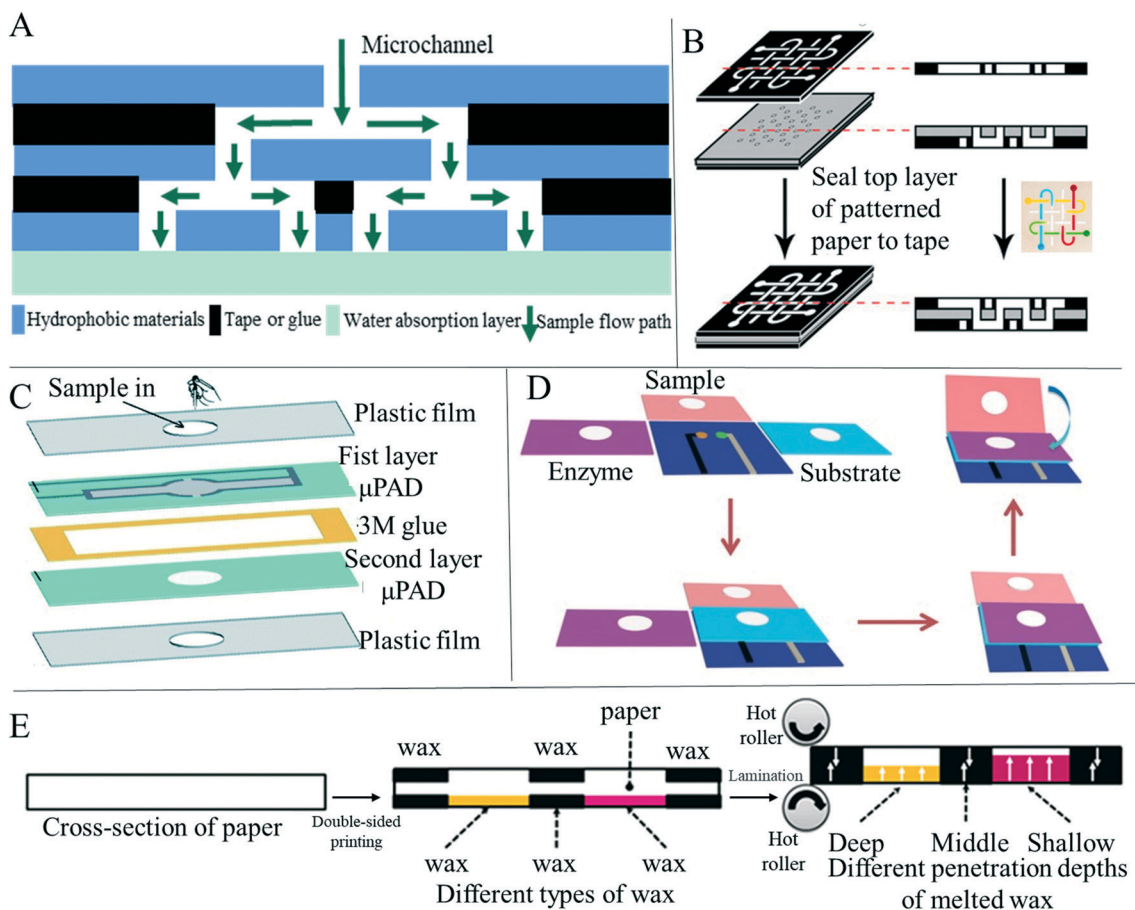 A
Microchannel
Hydrophobic materials
Tape or glue
Water absorption layer
Sample flow path
B
Seal top layer
of patterned
paper to tape
C
Sample in
Plastic film
Fist layer
μPAD
3M glue
Second layer
μPAD
Plastic film
D
Sample
Enzyme
Substrate
E
Cross-section of paper
Double-sided
printing
wax
wax
paper
wax
wax
wax
wax
Different types of wax
Lamination
Hot
roller
Hot
roller
Deep
Middle
Shallow
Different penetration depths
of melted wax